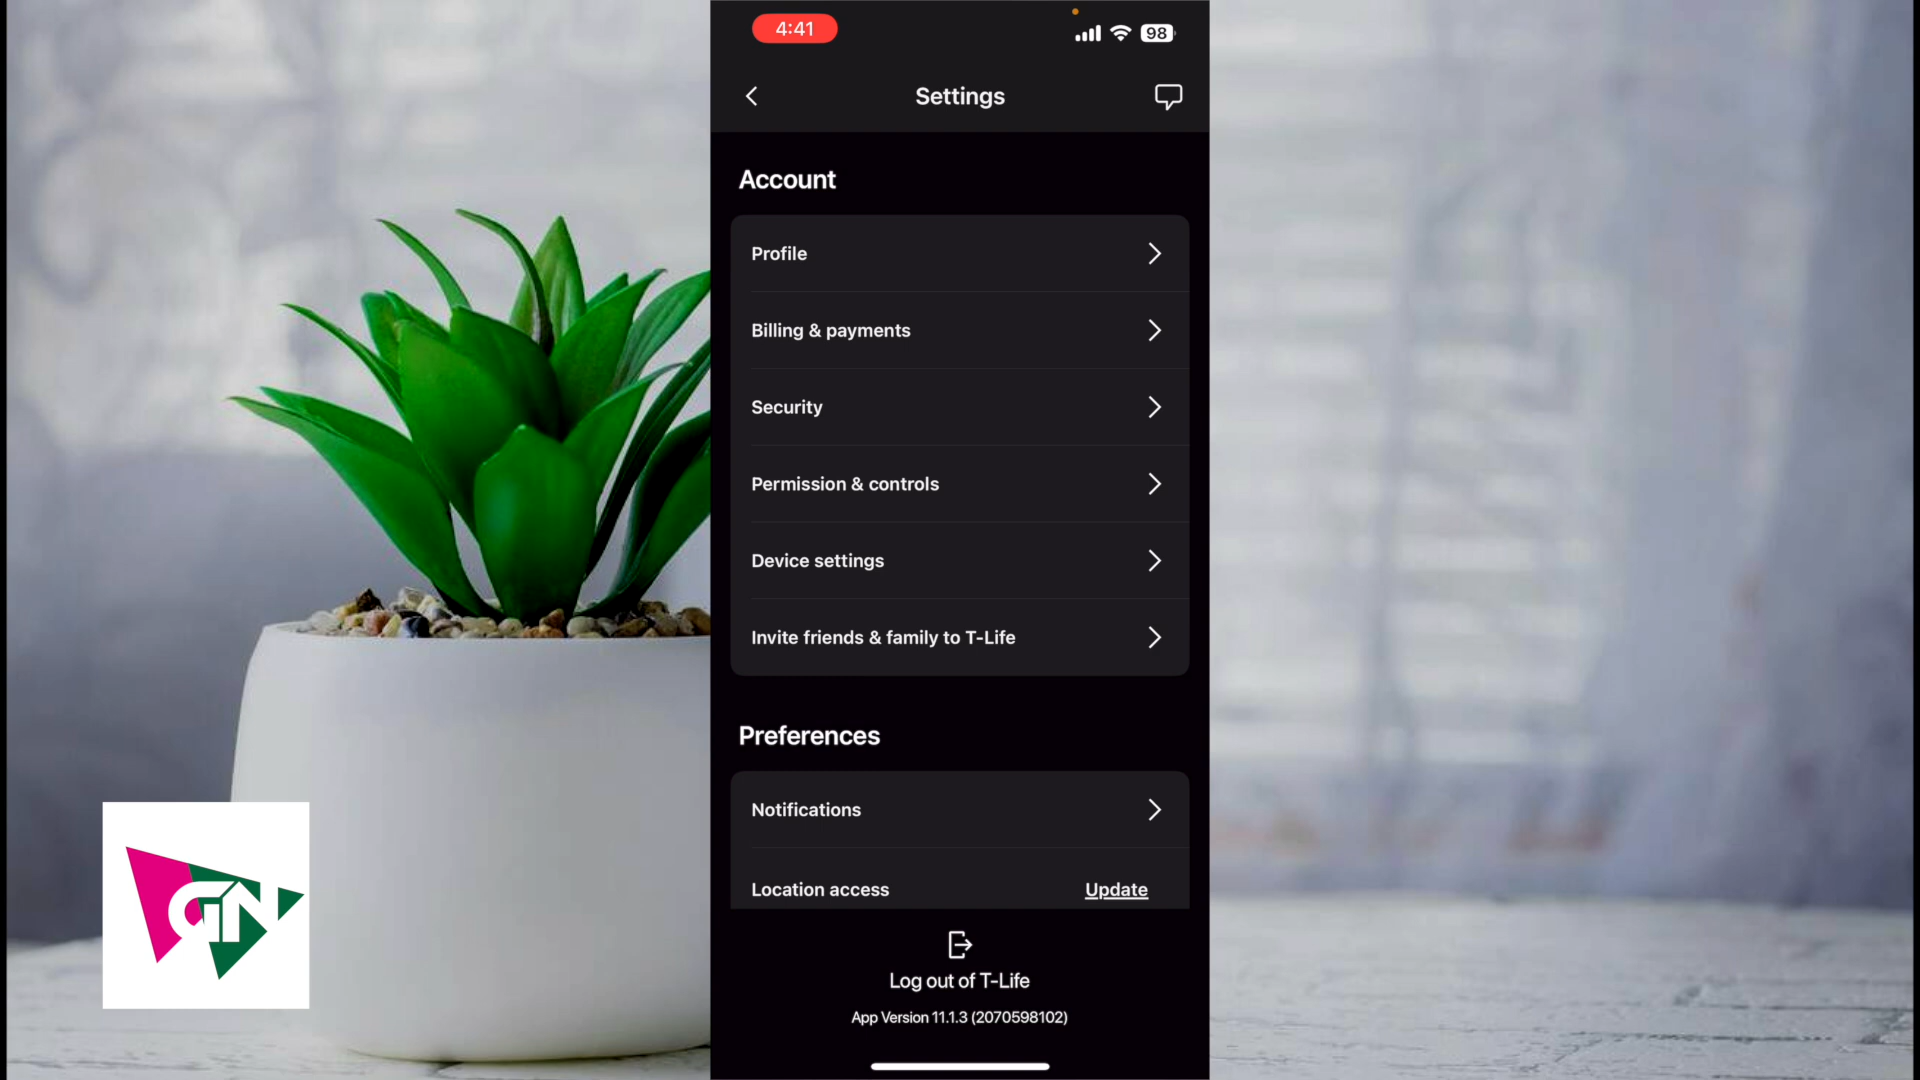 4:41
98
Settings
Account
Profile
Billing & payments
Security
Permission & controls
Device settings
Invite friends & family to T-Life
Preferences
Notifications
Location access Update
Log out of T-Life
App Version 11.1.3 (2070598102)
GN